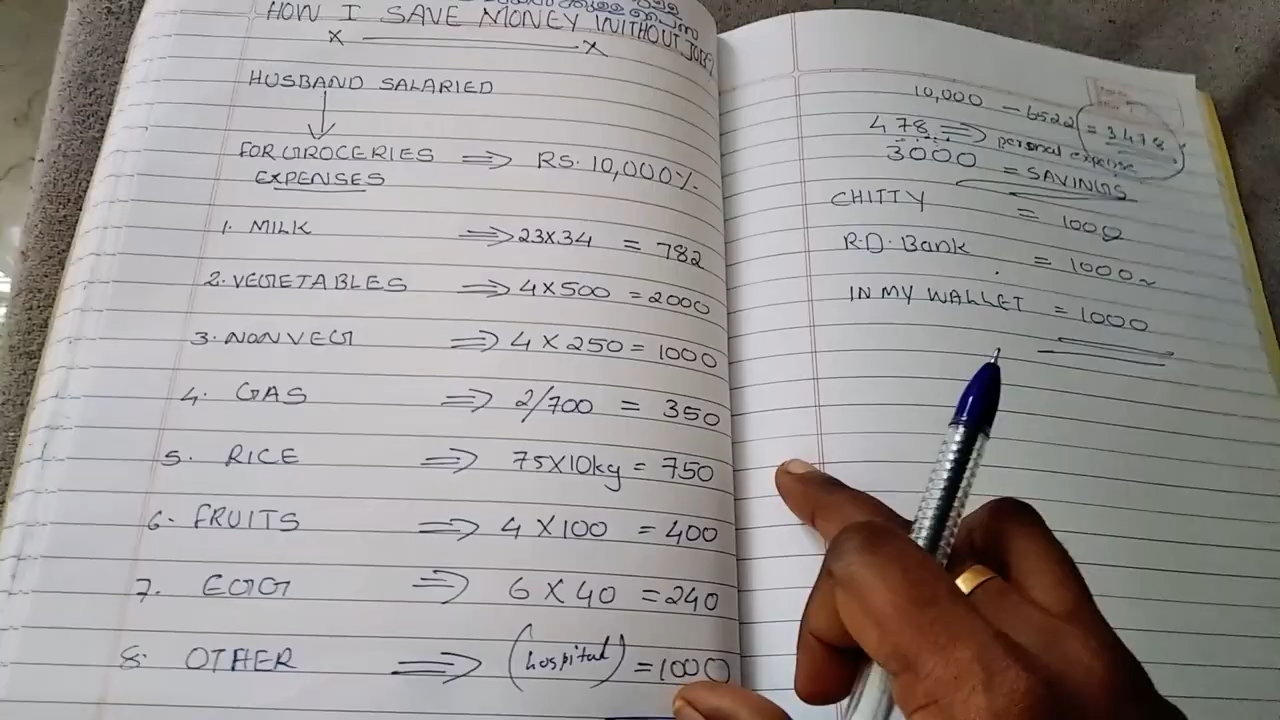 HOW I SAVE MONEY WITHOUT JOB?
x ————— x
HUSBAND SALARIED
↓
FOR GROCERIES ⇒ RS. 10,000%.
EXPENSES
1. MILK ⇒ 23x34 = 782
2. VEGETABLES ⇒ 4x500 = 2000
3. NONVEG ⇒ 4 x 250 = 1000
4. GAS ⇒ 2/700 = 350
5. RICE ⇒ 75x10kg = 750
6- FRUITS ⇒ 4 x 100 = 400
7. EGG ⇒ 6 x 40 = 240
8. OTHER ⇒ (hospital) = 1000
10,000 - 6522 = 3478
478 ⇒ personal expense
3000 = SAVINGS
CHITTY = 1000
R.D. Bank = 1000
IN MY WALLET = 1000